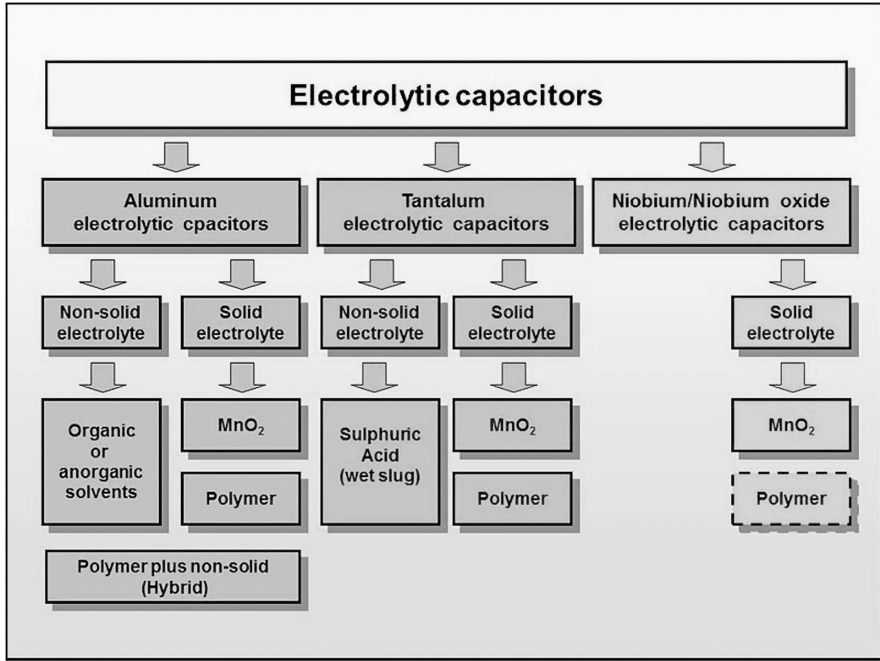 Electrolytic capacitors
Aluminum
electrolytic cpacitors
Tantalum
electrolytic capacitors
Niobium/Niobium oxide
electrolytic capacitors
Non-solid
electrolyte
Solid
electrolyte
Non-solid
electrolyte
Solid
electrolyte
Solid
electrolyte
Organic
or
anorganic
solvents
MnO₂
Polymer
Sulphuric
Acid
(wet slug)
MnO₂
Polymer
MnO₂
Polymer
Polymer plus non-solid
(Hybrid)